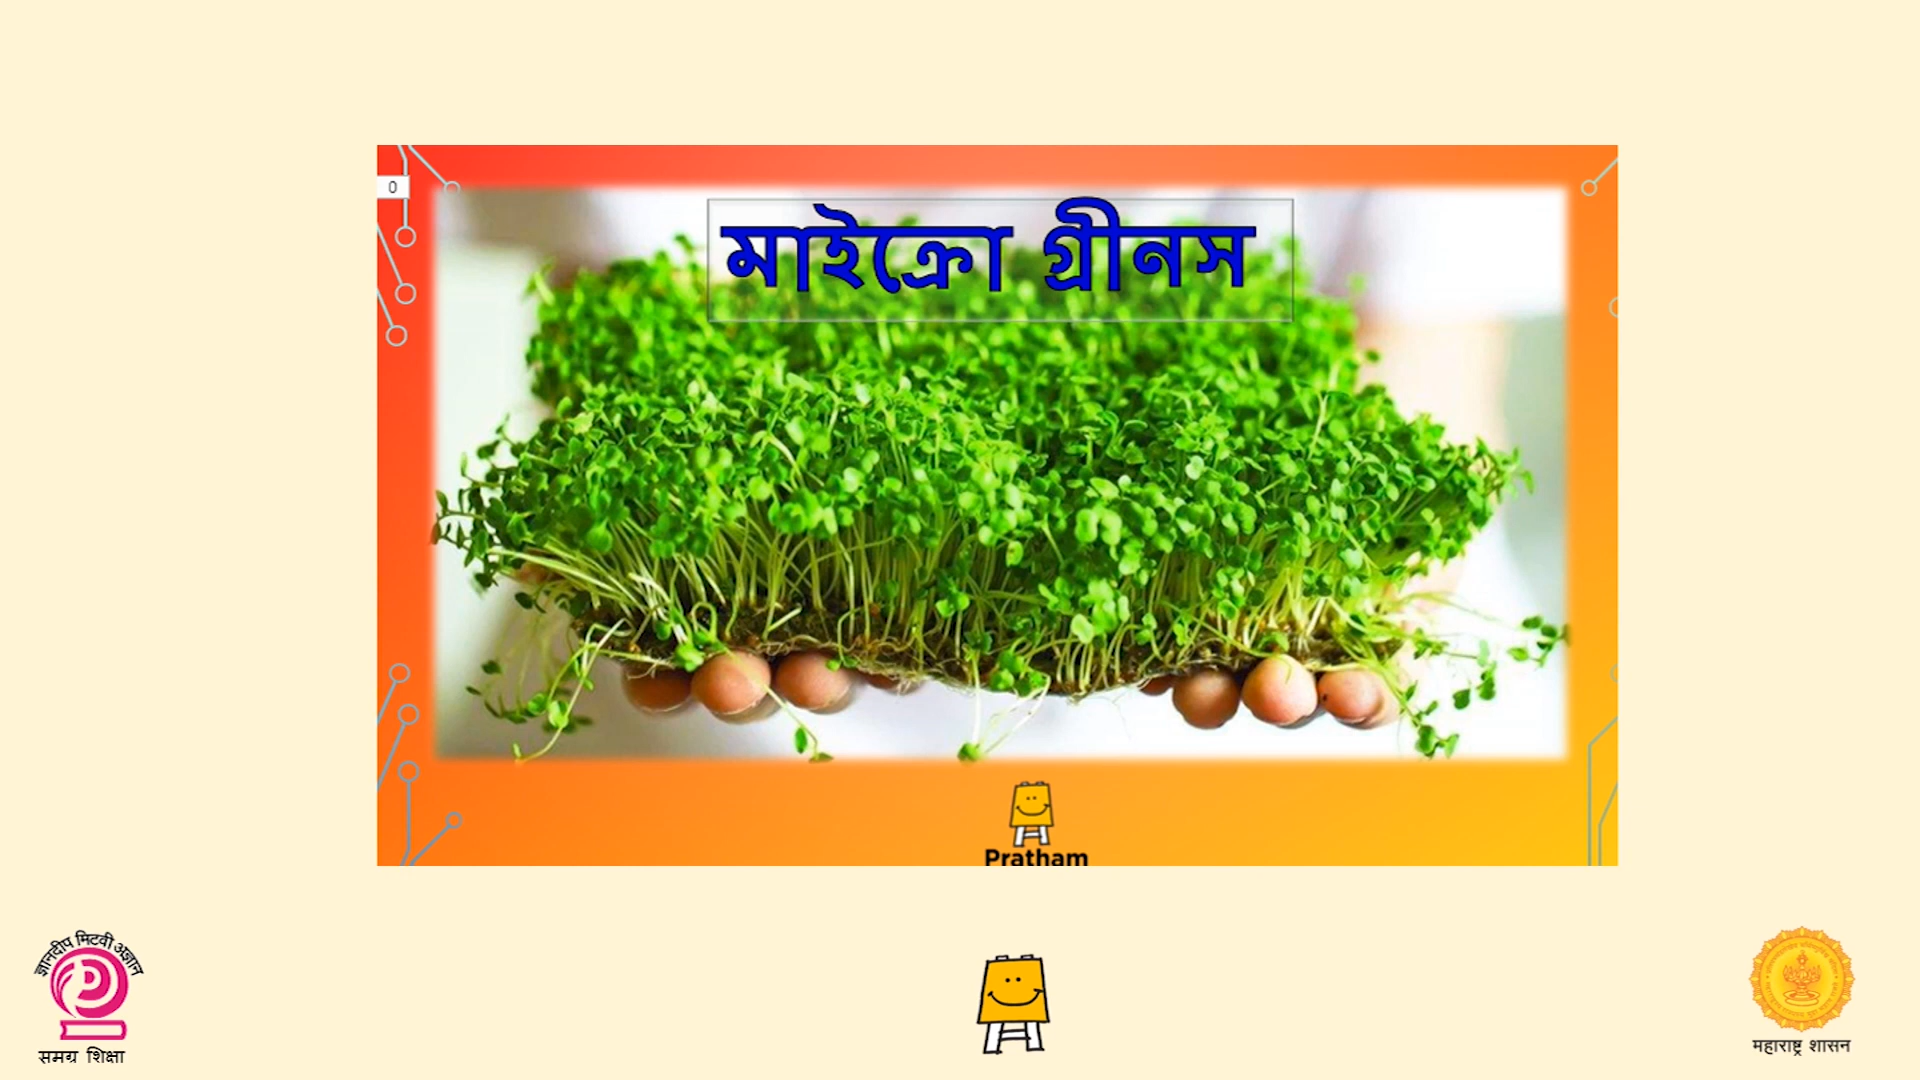 0
মাইক্রো গ্রীনস
Pratham
ज्ञानदीप मिटवी अज्ञान
समग्र शिक्षा
महाराष्ट्र शासन